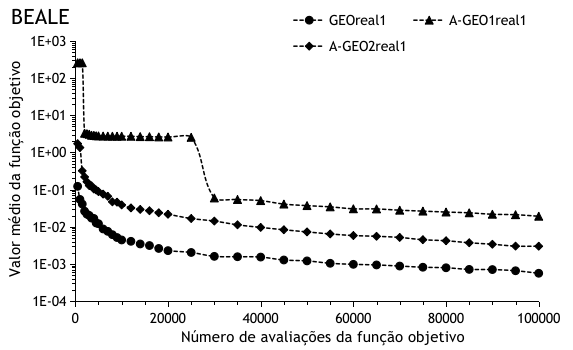 BEALE
GEOreal1
A-GEO1real1
A-GEO2real1
1E+03
1E+02
1E+01
1E+00
1E-01
1E-02
1E-03
1E-04
Valor médio da função objetivo
0
20000
40000
60000
80000
100000
Número de avaliações da função objetivo